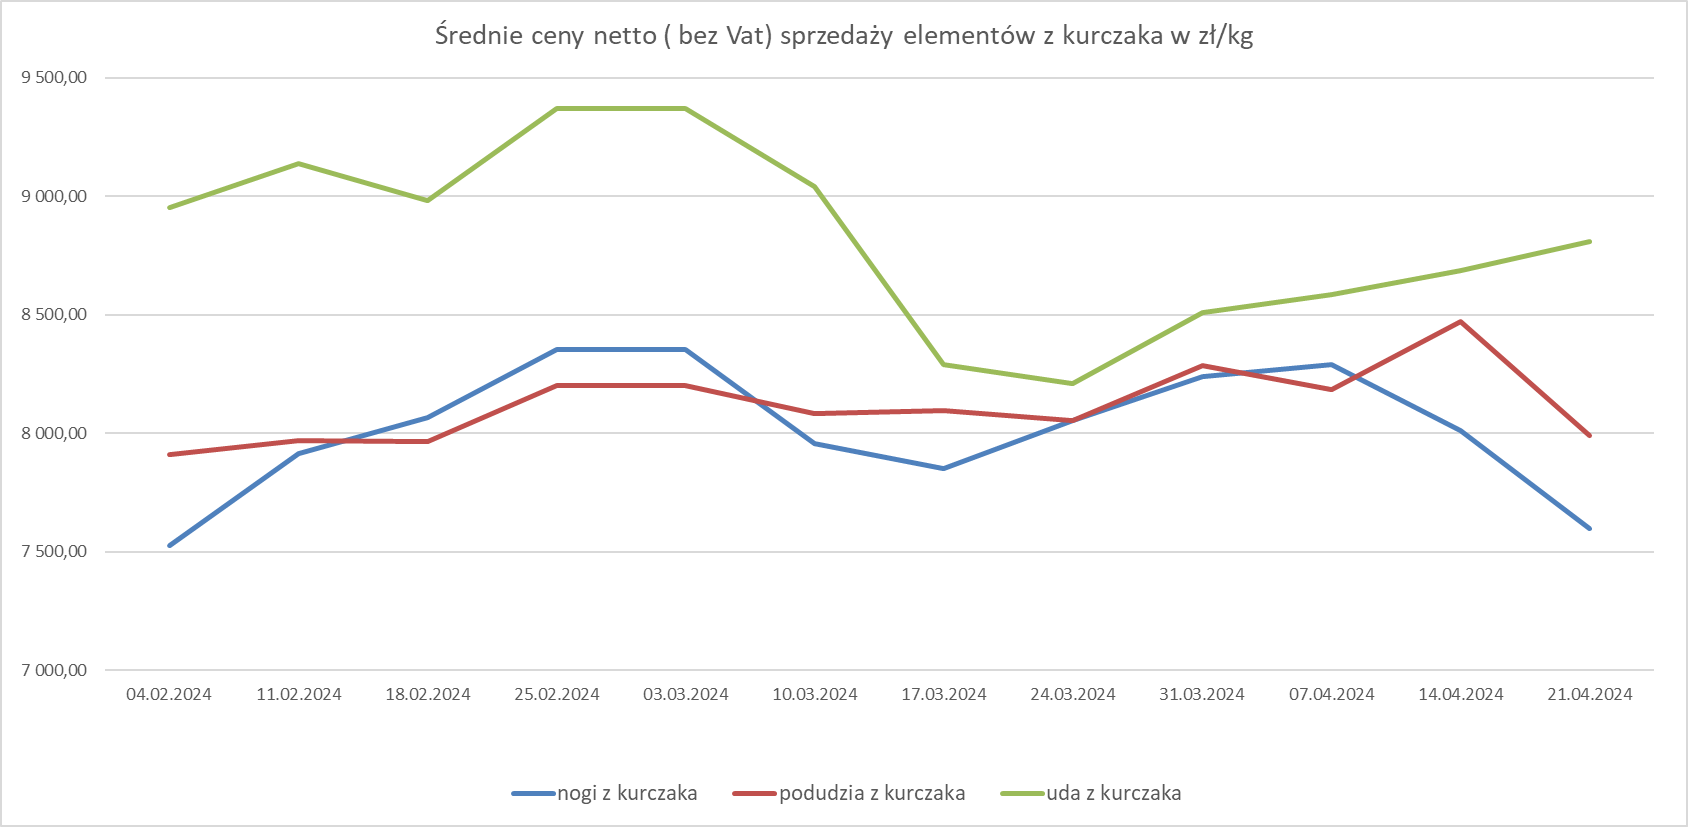 Średnie ceny netto ( bez Vat) sprzedaży elementów z kurczaka w zł/kg
9 500,00
9 000,00
8 500,00
8 000,00
7 500,00
7 000,00
04.02.2024 11.02.2024 18.02.2024 25.02.2024 03.03.2024 10.03.2024 17.03.2024 24.03.2024 31.03.2024 07.04.2024 14.04.2024 21.04.2024
nogi z kurczaka podudzia z kurczaka uda z kurczaka